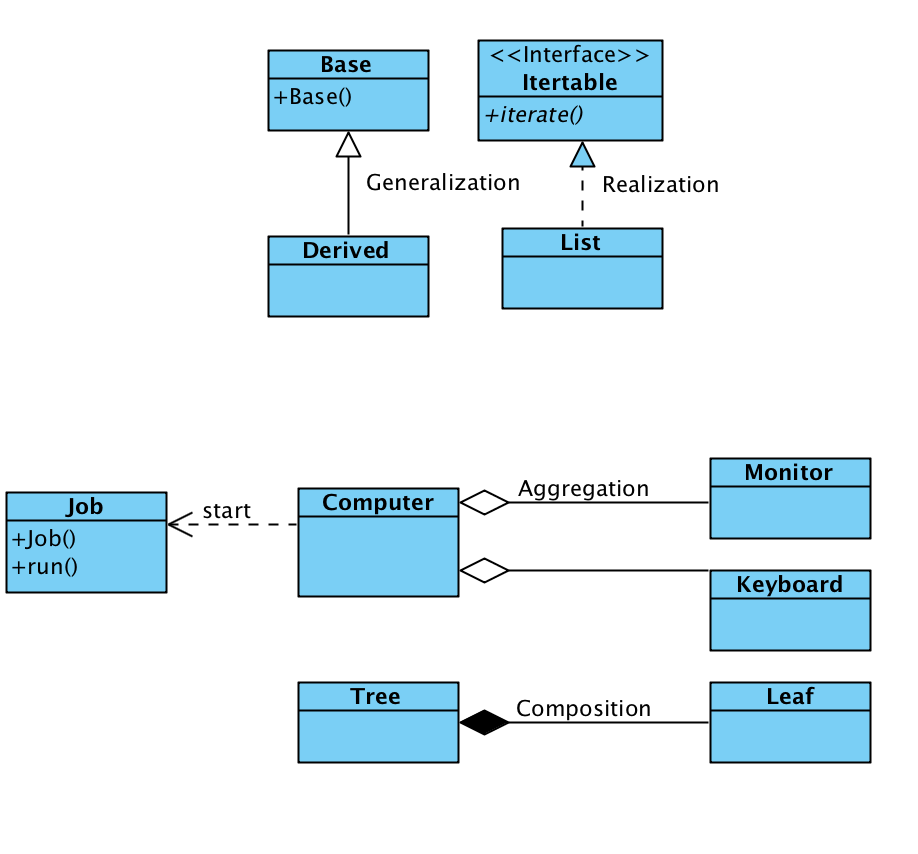 Base
+Base()
<<Interface>>
Itertable
+iterate()
Generalization
Realization
Derived
List
Job
+Job()
+run()
start
Computer
Aggregation
Monitor
Keyboard
Tree
Composition
Leaf